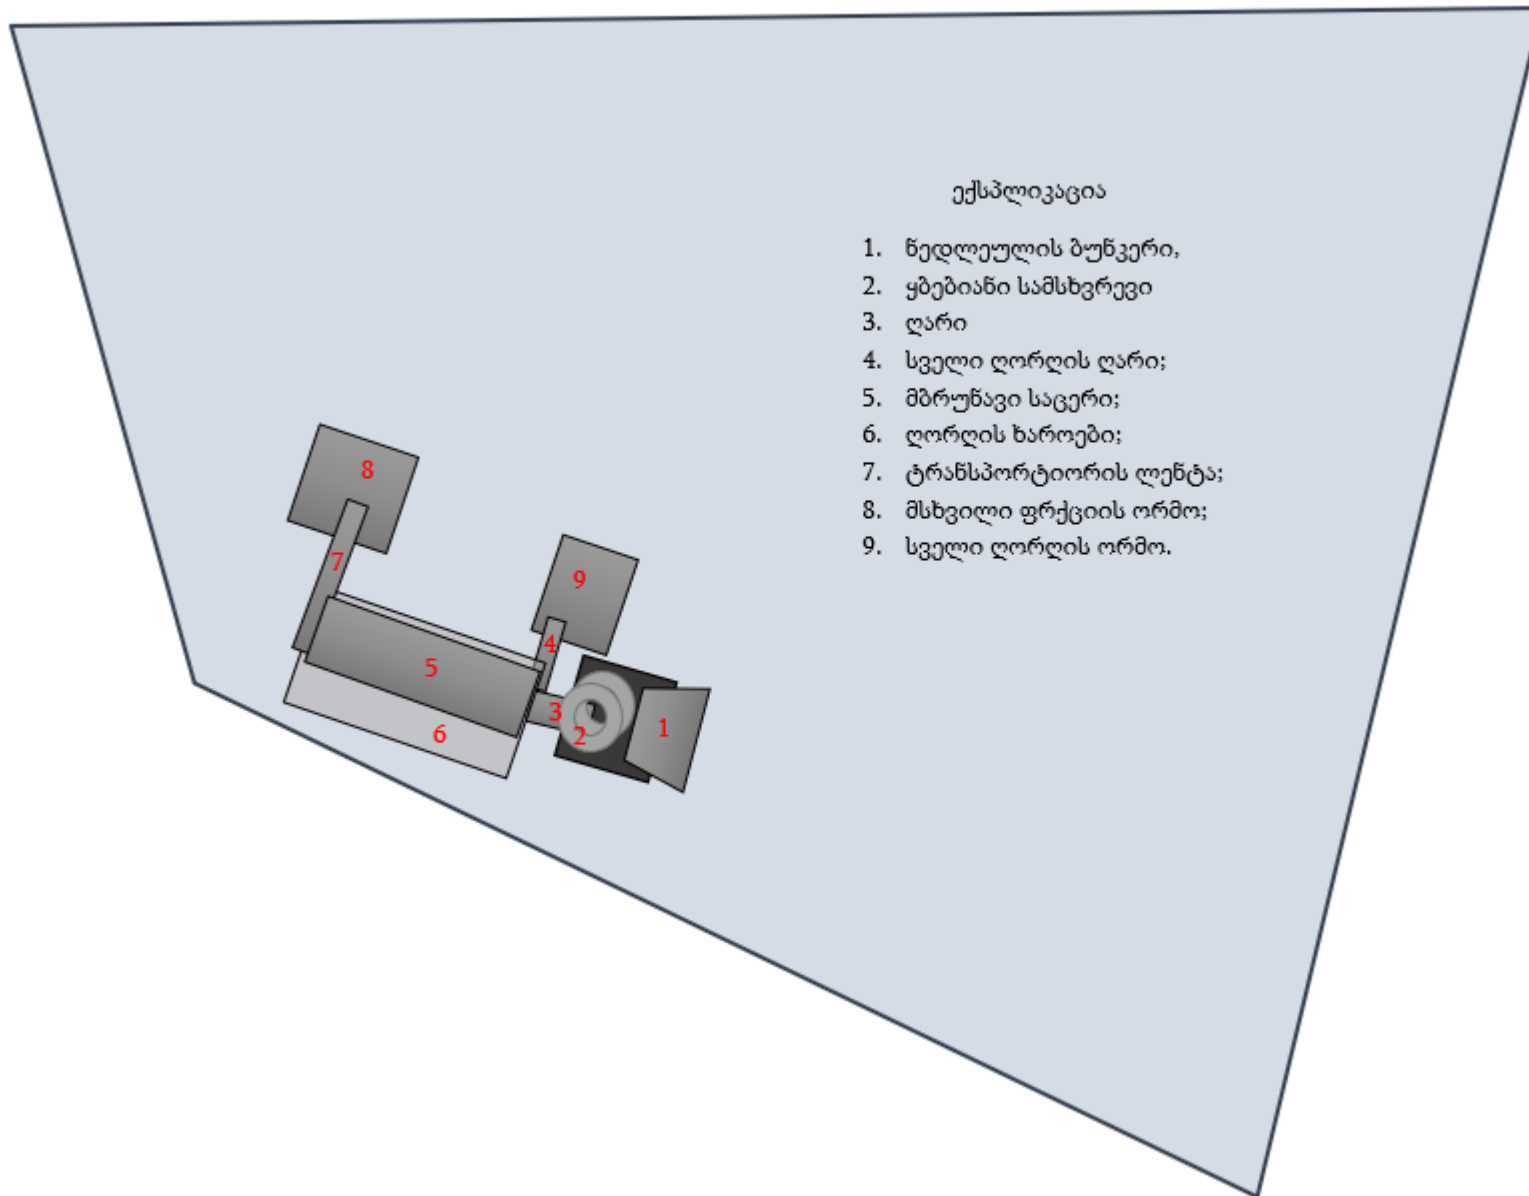 ექსპლიკაცია
1. ნედლეულის ბუნკერი,
2. ყბებიანი სამსხვრევი
3. ღარი
4. სველი ღორღის ღარი;
5. მბრუნავი საცერი;
6. ღორღის ხაროები;
7. ტრანსპორტიორის ლენტა;
8. მსხვილი ფრქციის ორმო;
9. სველი ღორღის ორმო.
8
7
9
4
5
3
1
6
2